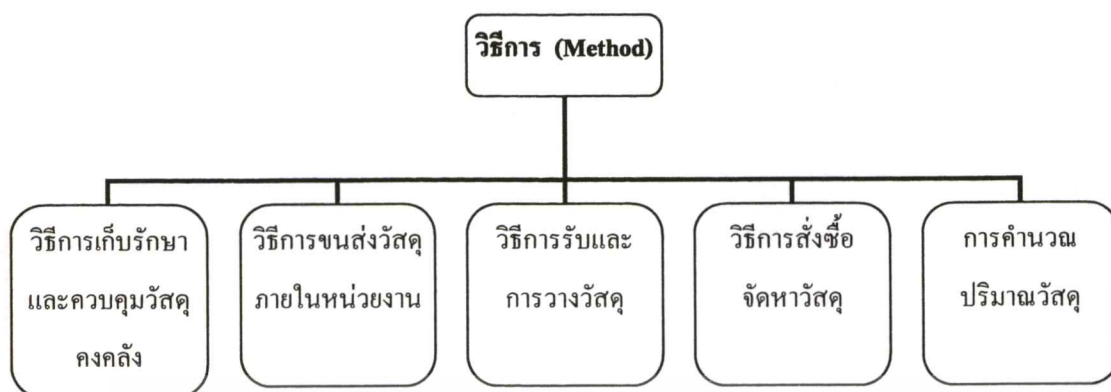 วิธีการ (Method)
วิธีการเก็บรักษา
และควบคุมวัสดุ
คงคลัง
วิธีการขนส่งวัสดุ
ภายในหน่วยงาน
วิธีการรับและ
การวางวัสดุ
วิธีการสั่งซื้อ
จัดหาวัสดุ
การคำนวณ
ปริมาณวัสดุ